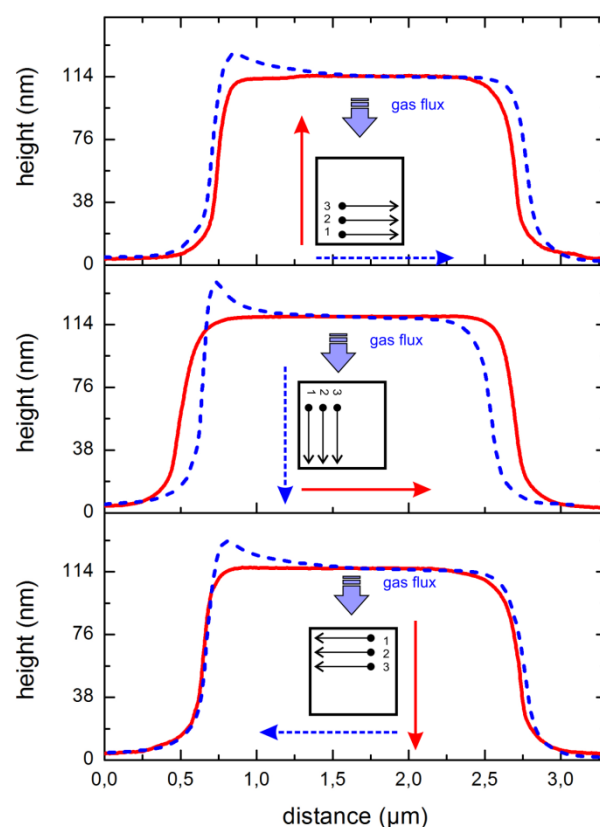 height (nm)
114
76
38
0
gas flux
3
2
1
height (nm)
114
76
38
0
gas flux
1 2 3
height (nm)
114
76
38
0
gas flux
1
2
3
0,0 0,5 1,0 1,5 2,0 2,5 3,0
distance (µm)